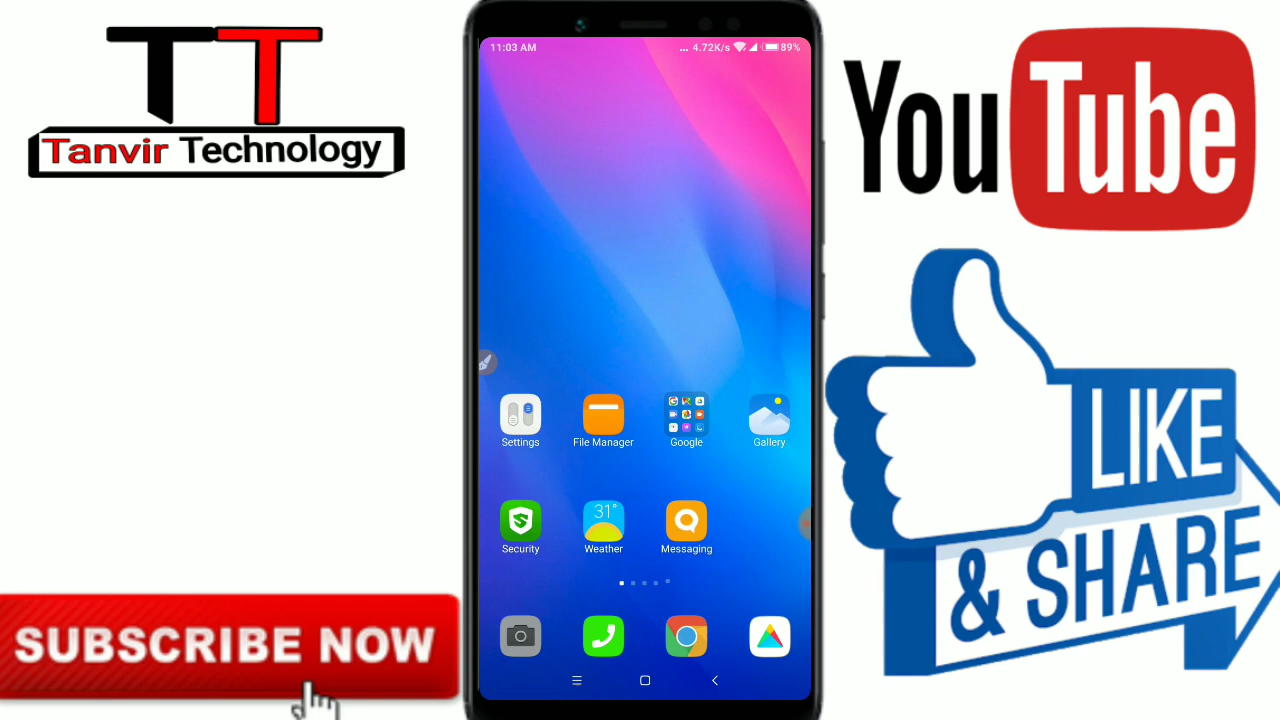 TT
Tanvir Technology
11:03 AM
... 4.72K/s 89%
YouTube
Settings
File Manager
Google
Gallery
31°
Security
Weather
Messaging
LIKE
& SHARE
SUBSCRIBE NOW